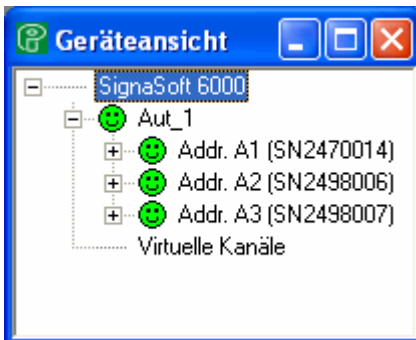 Geräteansicht
SignaSoft 6000
Aut_1
Addr. A1 (SN2470014)
Addr. A2 (SN2498006)
Addr. A3 (SN2498007)
Virtuelle Kanäle